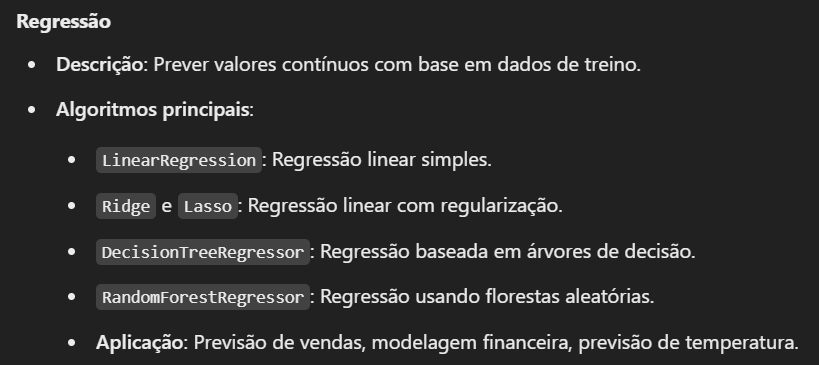 Regressão
• Descrição: Prever valores contínuos com base em dados de treino.
• Algoritmos principais:
• LinearRegression: Regressão linear simples.
• Ridge e Lasso: Regressão linear com regularização.
• DecisionTreeRegressor: Regressão baseada em árvores de decisão.
• RandomForestRegressor: Regressão usando florestas aleatórias.
• Aplicação: Previsão de vendas, modelagem financeira, previsão de temperatura.